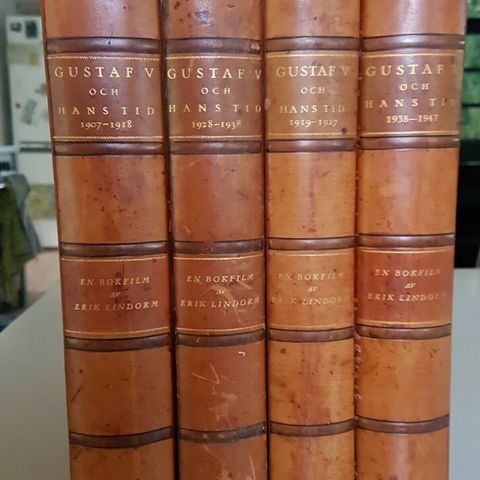 GUSTAF V
OCH
HANS TID
1907–1918
EN BOKFILM
AV
ERIK LINDORM
GUSTAF V
OCH
HANS TID
1928–1938
EN BOKFILM
AV
ERIK LINDORM
GUSTAF V
OCH
HANS TID
1919–1927
EN BOKFILM
AV
ERIK LINDORM
GUSTAF V
OCH
HANS TID
1938–1947
EN BOKFILM
AV
ERIK LINDORM